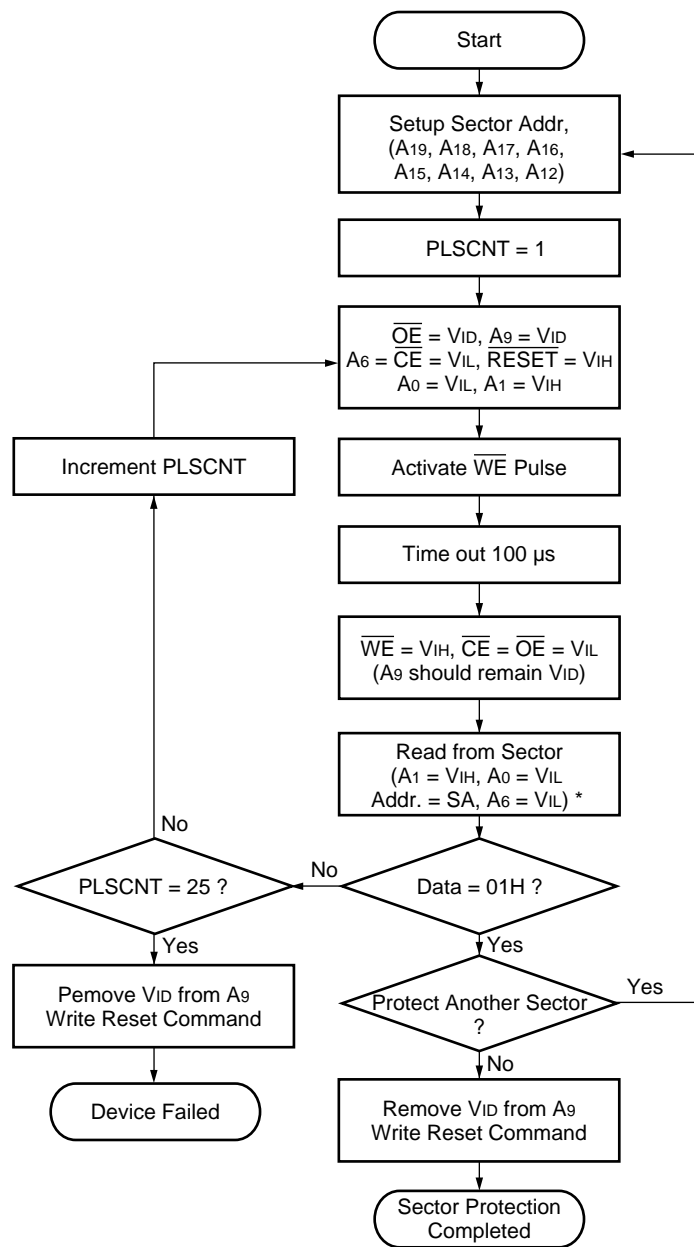 Start
Setup Sector Addr,
(A19, A18, A17, A16,
A15, A14, A13, A12)
PLSCNT = 1
OE = VID, A9 = VID
A6 = CE = VIL, RESET = VIH
A0 = VIL, A1 = VIH
Increment PLSCNT
Activate WE Pulse
Time out 100 µs
WE = VIH, CE = OE = VIL
(A9 should remain VID)
Read from Sector
(A1 = VIH, A0 = VIL
Addr. = SA, A6 = VIL) *
No
PLSCNT = 25 ?
No
Data = 01H ?
Yes
Yes
Pemove VID from A9
Write Reset Command
Protect Another Sector
?
Yes
No
Device Failed
Remove VID from A9
Write Reset Command
Sector Protection
Completed